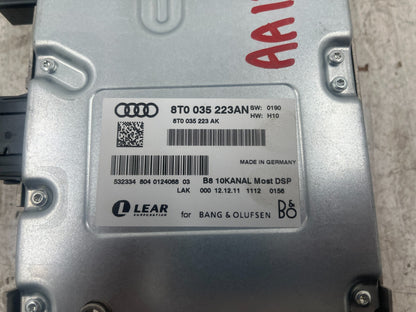 AA1
8T0 035 223AN SW: 0190
8T0 035 223 AK HW: H10
MADE IN GERMANY
532334 804 0124068 03 B8 10KANAL Most DSP
LAK 000 12.12.11 1112 0156
LEAR for BANG & OLUFSEN B&O
CORPORATION